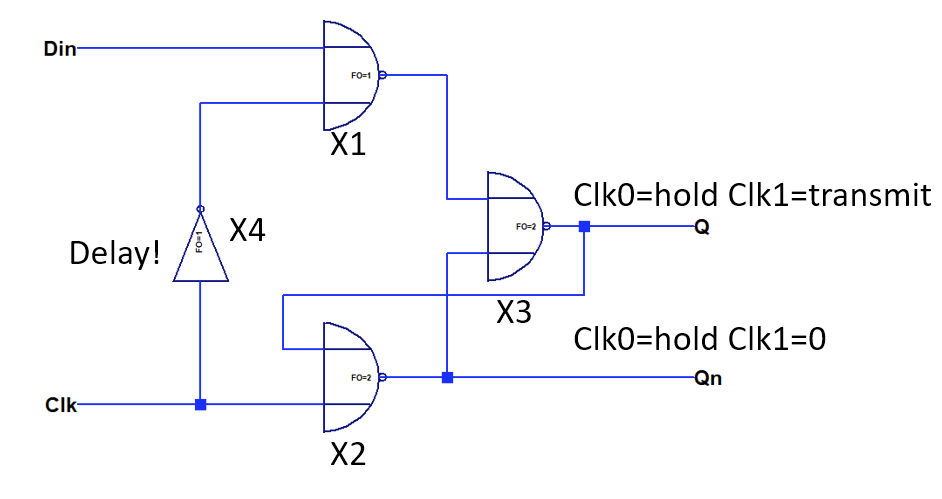 Din
FO=1
X1
Clk0=hold Clk1=transmit
FO=2
Q
X4
FO=1
Delay!
X3
Clk0=hold Clk1=0
FO=2
Qn
Clk
X2